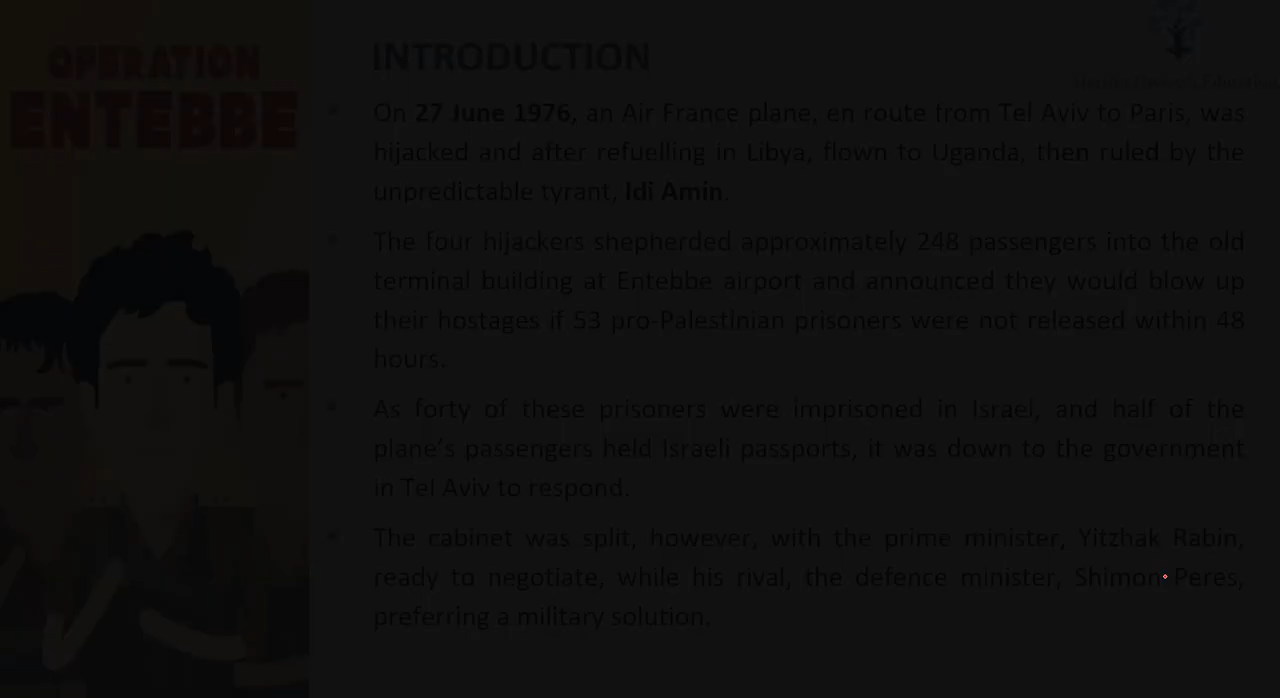 OPERATION
ENTEBBE
INTRODUCTION
On 27 June 1976, an Air France plane, en route from Tel Aviv to Paris, was
hijacked and after refuelling in Libya, flown to Uganda, then ruled by the
unpredictable tyrant, Idi Amin.
The four hijackers shepherded approximately 248 passengers into the old
terminal building at Entebbe airport and announced they would blow up
their hostages if 53 pro-Palestinian prisoners were not released within 48
hours.
As forty of these prisoners were imprisoned in Israel, and half of the
plane's passengers held Israeli passports, it was down to the government
in Tel Aviv to respond.
The cabinet was split, however, with the prime minister, Yitzhak Rabin,
ready to negotiate, while his rival, the defence minister, Shimon Peres,
preferring a military solution.